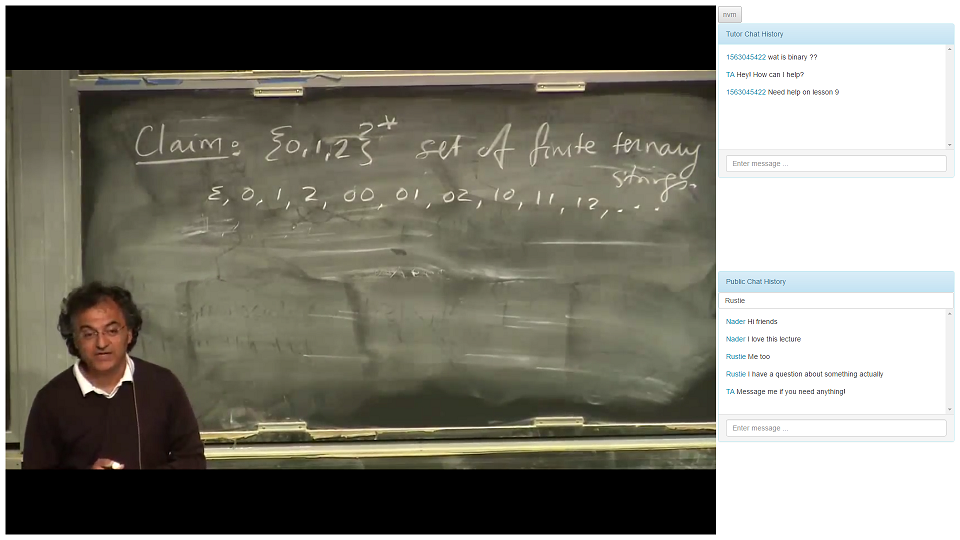 Claim: {0,1,2}* set of finite ternary
strings.
ε, 0, 1, 2, 00, 01, 02, 10, 11, 12, ...
nvm
Tutor Chat History
1563045422 wat is binary ??
TA Hey! How can I help?
1563045422 Need help on lesson 9
Enter message ...
Public Chat History
Rustie
Nader Hi friends
Nader I love this lecture
Rustie Me too
Rustie I have a question about something actually
TA Message me if you need anything!
Enter message ...